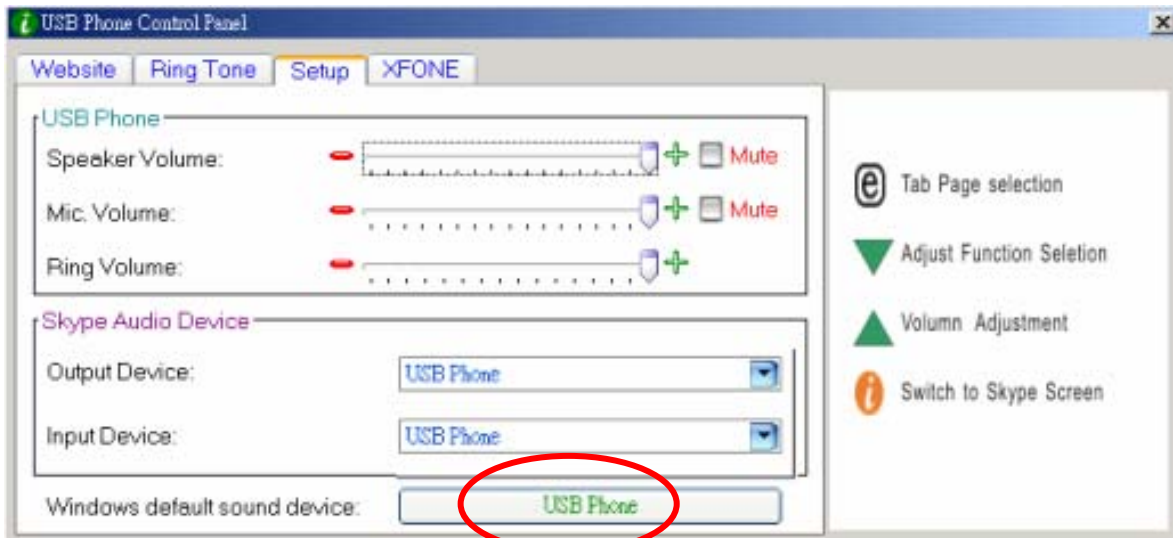 USB Phone Control Panel
Website Ring Tone Setup XFONE
USB Phone
Speaker Volume: Mute
Mic. Volume: Mute
Ring Volume:
Skype Audio Device
Output Device: USB Phone
Input Device: USB Phone
Windows default sound device: USB Phone
e Tab Page selection
Adjust Function Seletion
Volumn Adjustment
i Switch to Skype Screen